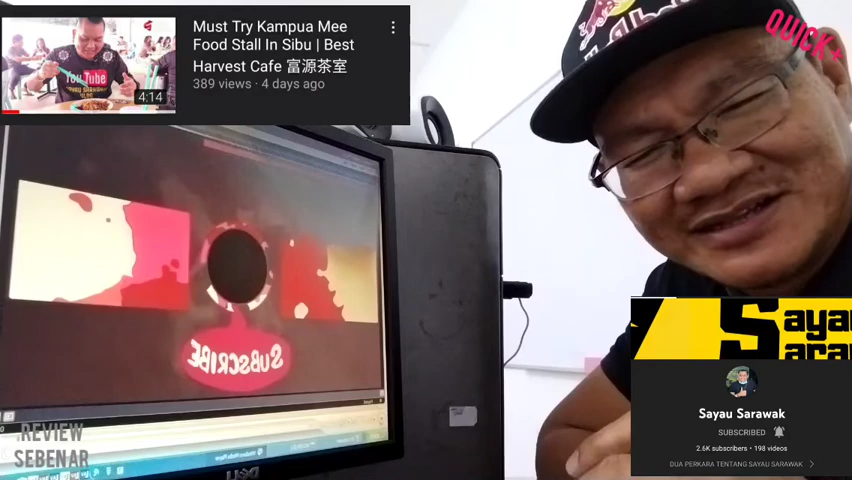 Must Try Kampua Mee
Food Stall In Sibu | Best
Harvest Cafe 富源茶室
389 views · 4 days ago
You Tube
4:14
QUICK+
SUBSCRIBE
DELL
REVIEW
SEBENAR
Sayau Sarawak
SUBSCRIBED
2.6K subscribers • 198 videos
DUA PERKARA TENTANG SAYAU SARAWAK